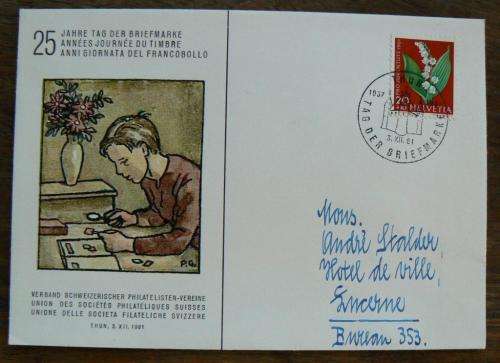 25 JAHRE TAG DER BRIEFMARKE
ANNÉES JOURNÉE DU TIMBRE
ANNI GIORNATA DEL FRANCOBOLLO
P.G.
VERBAND SCHWEIZERISCHER PHILATELISTEN-VEREINE
UNION DES SOCIÉTÉS PHILATÉLIQUES SUISSES
UNIONE DELLE SOCIETA FILATELICHE SVIZZERE
THUN, 3. XII. 1961
20
HELVETIA
1937
TAG DER BRIEFMARKE
3. XII. 61
Mons.
André Stalder,
Hotel de ville,
Lucerne
Bureau 353.